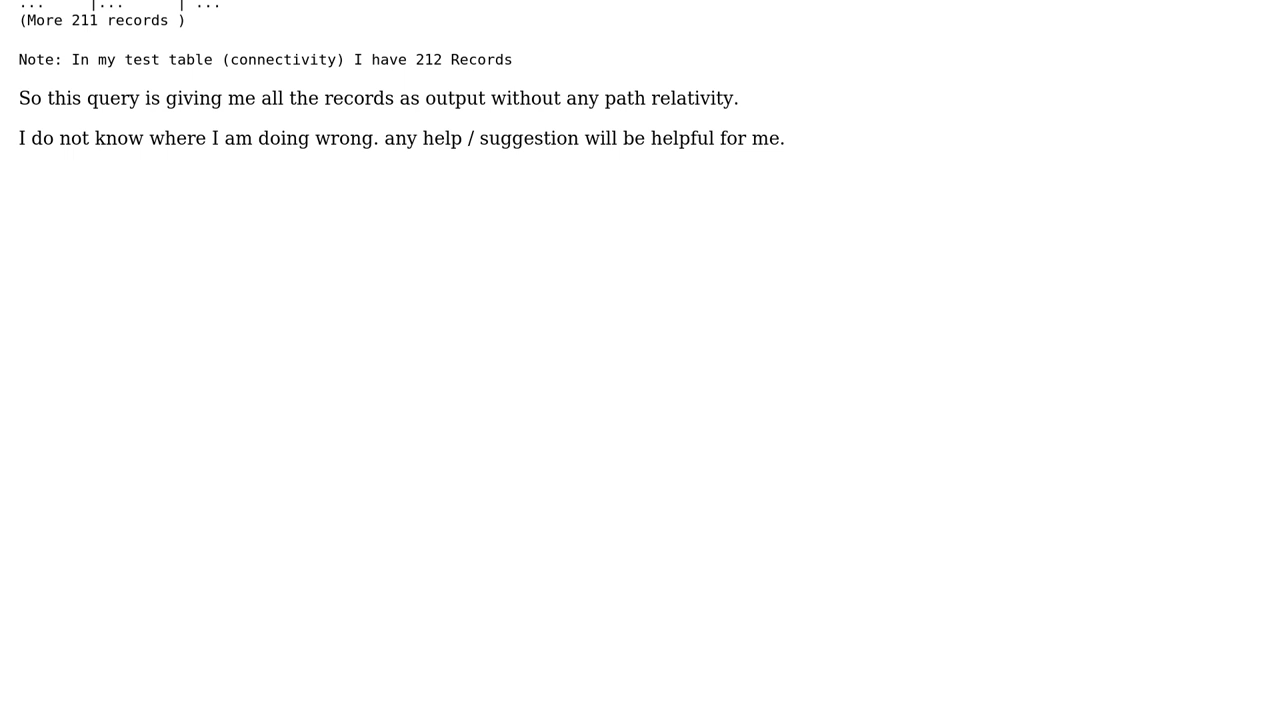 ...     |...      | ...
(More 211 records )
Note: In my test table (connectivity) I have 212 Records
So this query is giving me all the records as output without any path relativity.
I do not know where I am doing wrong. any help / suggestion will be helpful for me.